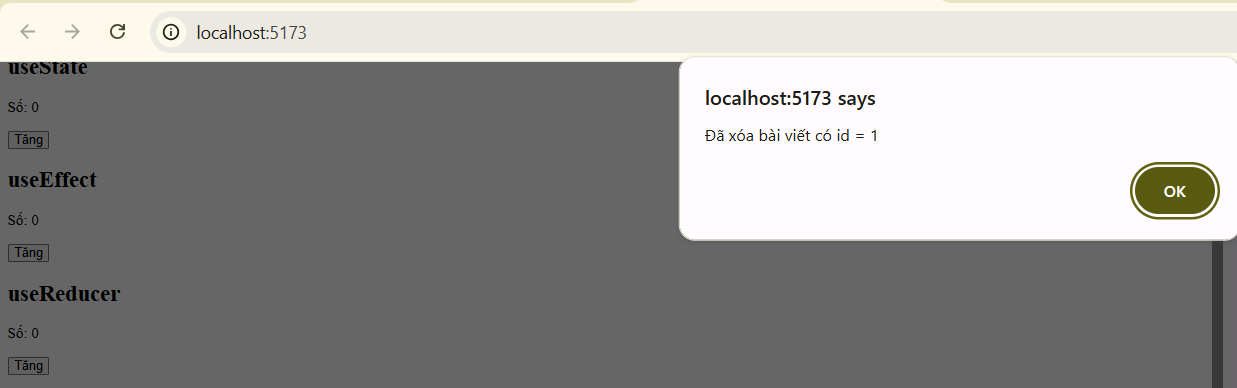 localhost:5173
useState
Số: 0
Tăng
useEffect
Số: 0
Tăng
useReducer
Số: 0
Tăng
localhost:5173 says
Đã xóa bài viết có id = 1
OK